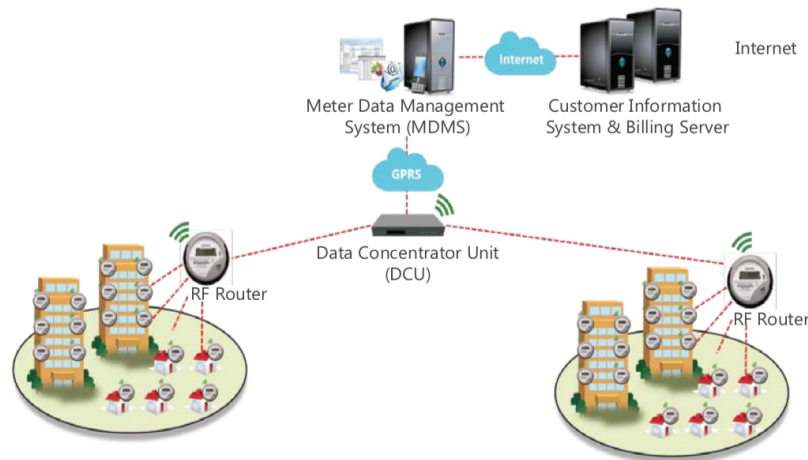 Internet
Internet
Meter Data Management
System (MDMS)
Customer Information
System & Billing Server
GPRS
Data Concentrator Unit
(DCU)
RF Router
RF Router